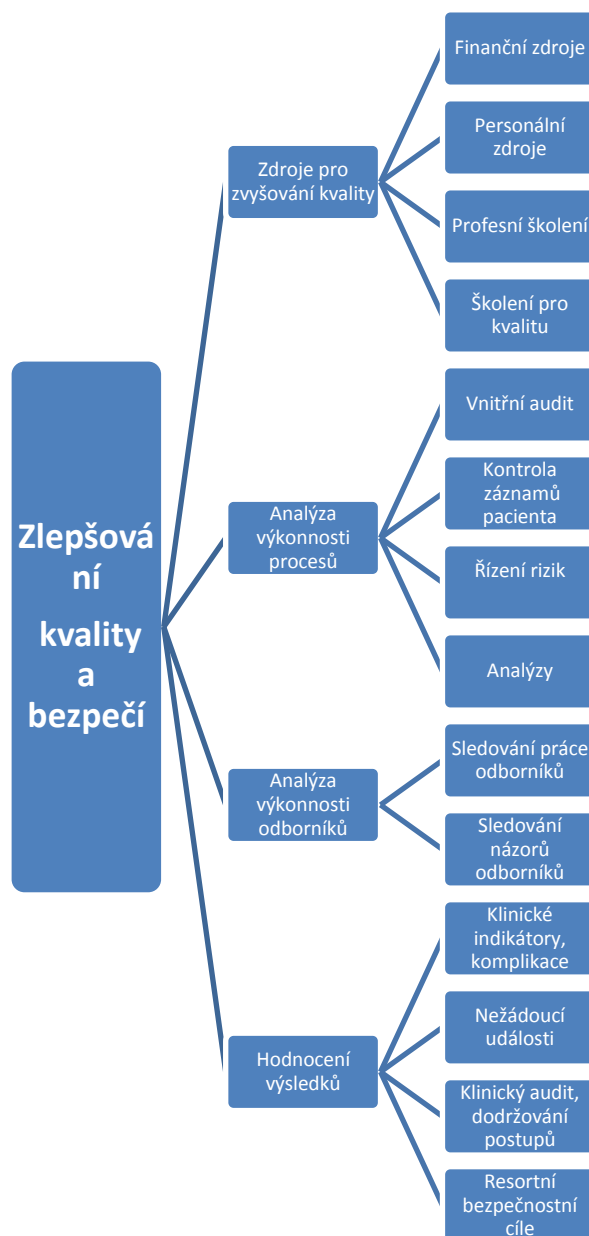 Zlepšová
ní
kvality
a
bezpečí
Zdroje pro
zvyšování kvality
Finanční zdroje
Personální
zdroje
Profesní školení
Školení pro
kvalitu
Analýza
výkonnosti
procesů
Vnitřní audit
Kontrola
záznamů
pacienta
Řízení rizik
Analýzy
Analýza
výkonnosti
odborníků
Sledování práce
odborníků
Sledování
názorů
odborníků
Hodnocení
výsledků
Klinické
indikátory,
komplikace
Nežádoucí
události
Klinický audit,
dodržování
postupů
Resortní
bezpečnostní
cíle